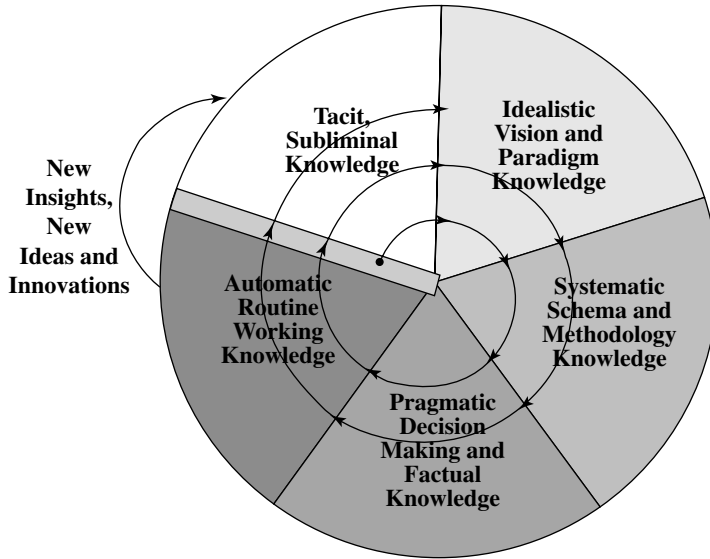 Tacit,
Subliminal
Knowledge
Idealistic
Vision and
Paradigm
Knowledge
New
Insights,
New
Ideas and
Innovations
Automatic
Routine
Working
Knowledge
Systematic
Schema and
Methodology
Knowledge
Pragmatic
Decision
Making and
Factual
Knowledge